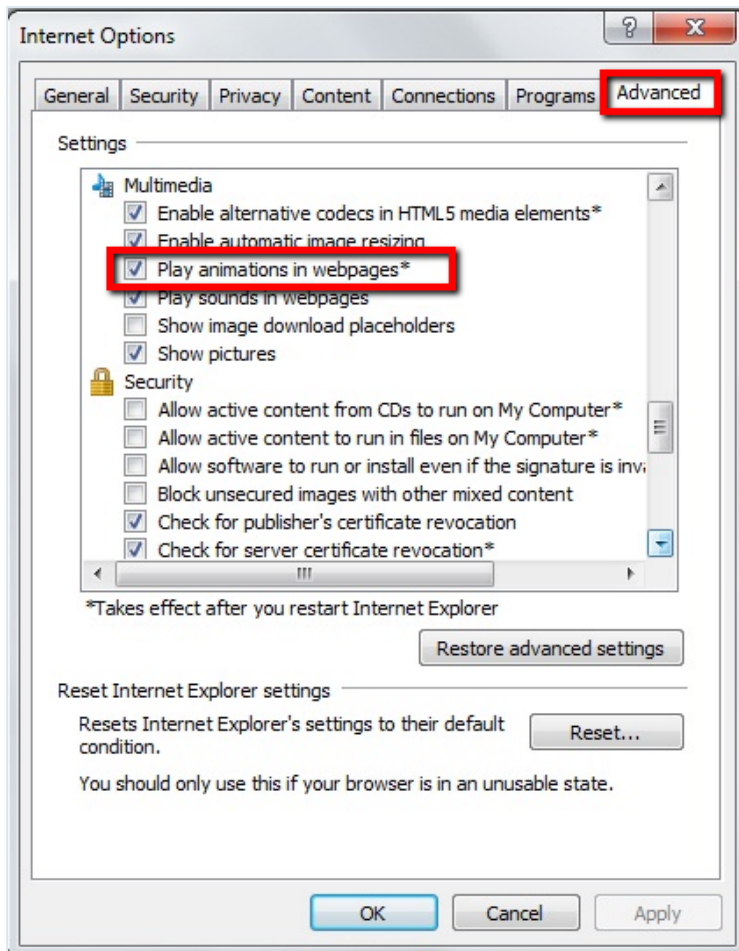 Internet Options
General Security Privacy Content Connections Programs Advanced
Settings
Multimedia
Enable alternative codecs in HTML5 media elements*
Enable automatic image resizing
Play animations in webpages*
Play sounds in webpages
Show image download placeholders
Show pictures
Security
Allow active content from CDs to run on My Computer*
Allow active content to run in files on My Computer*
Allow software to run or install even if the signature is inva
Block unsecured images with other mixed content
Check for publisher's certificate revocation
Check for server certificate revocation*
*Takes effect after you restart Internet Explorer
Restore advanced settings
Reset Internet Explorer settings
Resets Internet Explorer's settings to their default
condition.
Reset...
You should only use this if your browser is in an unusable state.
OK Cancel Apply